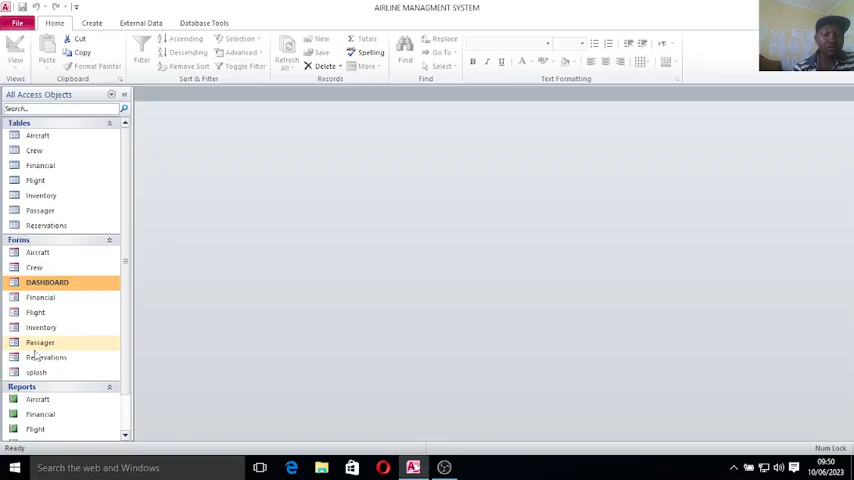 AIRLINE MANAGMENT SYSTEM
File
Home
Create
External Data
Database Tools
View
Paste
Cut
Copy
Format Painter
Filter
Ascending
Descending
Remove Sort
Selection
Advanced
Toggle Filter
Refresh
All
New
Save
Delete
Totals
Spelling
More
Find
Replace
Go To
Select
B I U A
Views
Clipboard
Sort & Filter
Records
Find
Text Formatting
All Access Objects
Search...
Tables
Aircraft
Crew
Financial
Flight
Inventory
Passager
Reservations
Forms
Aircraft
Crew
DASHBOARD
Financial
Flight
Inventory
Passager
Reservations
splash
Reports
Aircraft
Financial
Flight
Ready
Num Lock
Search the web and Windows
09:50
10/06/2023